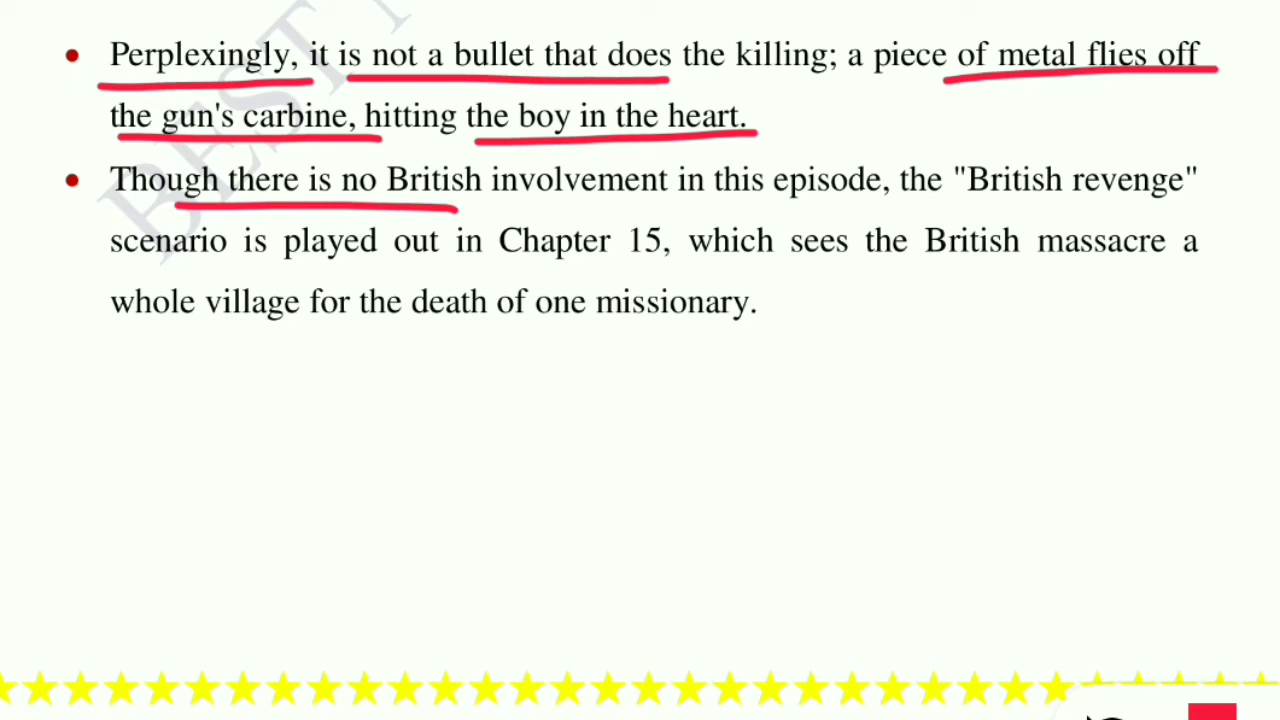 Perplexingly, it is not a bullet that does the killing; a piece of metal flies off
the gun's carbine, hitting the boy in the heart.
Though there is no British involvement in this episode, the "British revenge"
scenario is played out in Chapter 15, which sees the British massacre a
whole village for the death of one missionary.
BEST